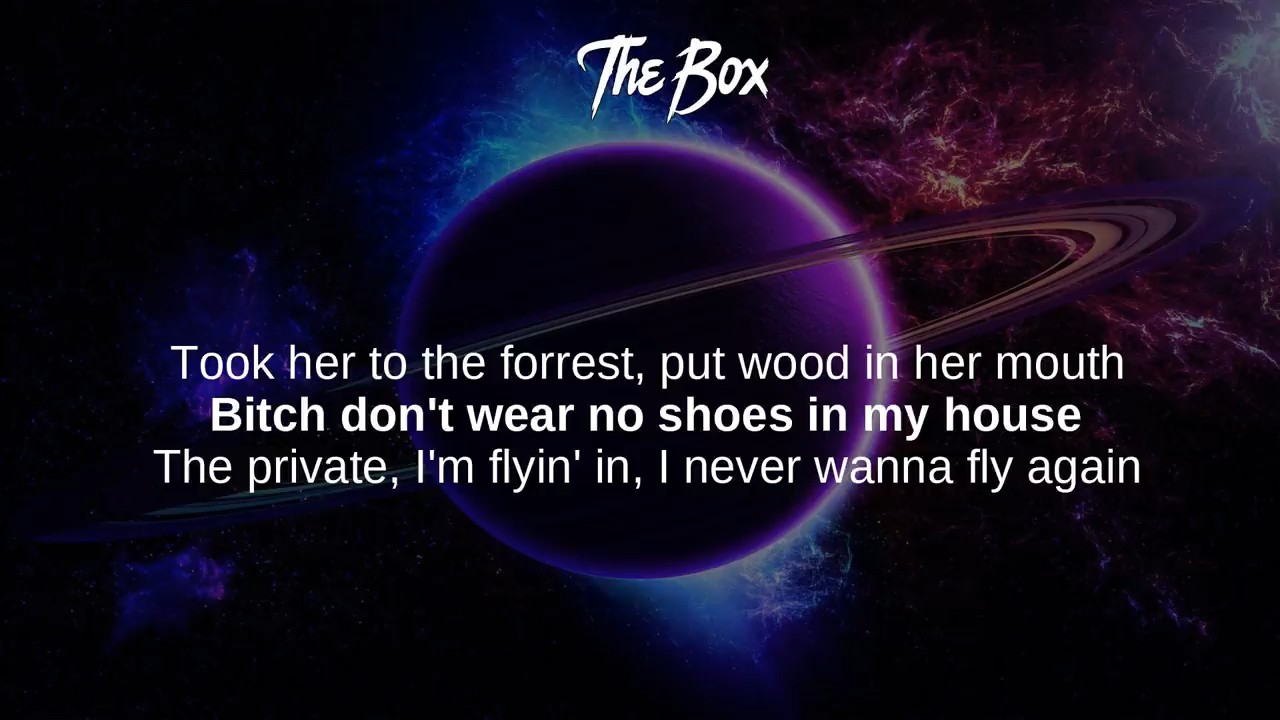 The Box
Took her to the forrest, put wood in her mouth
Bitch don't wear no shoes in my house
The private, I'm flyin' in, I never wanna fly again